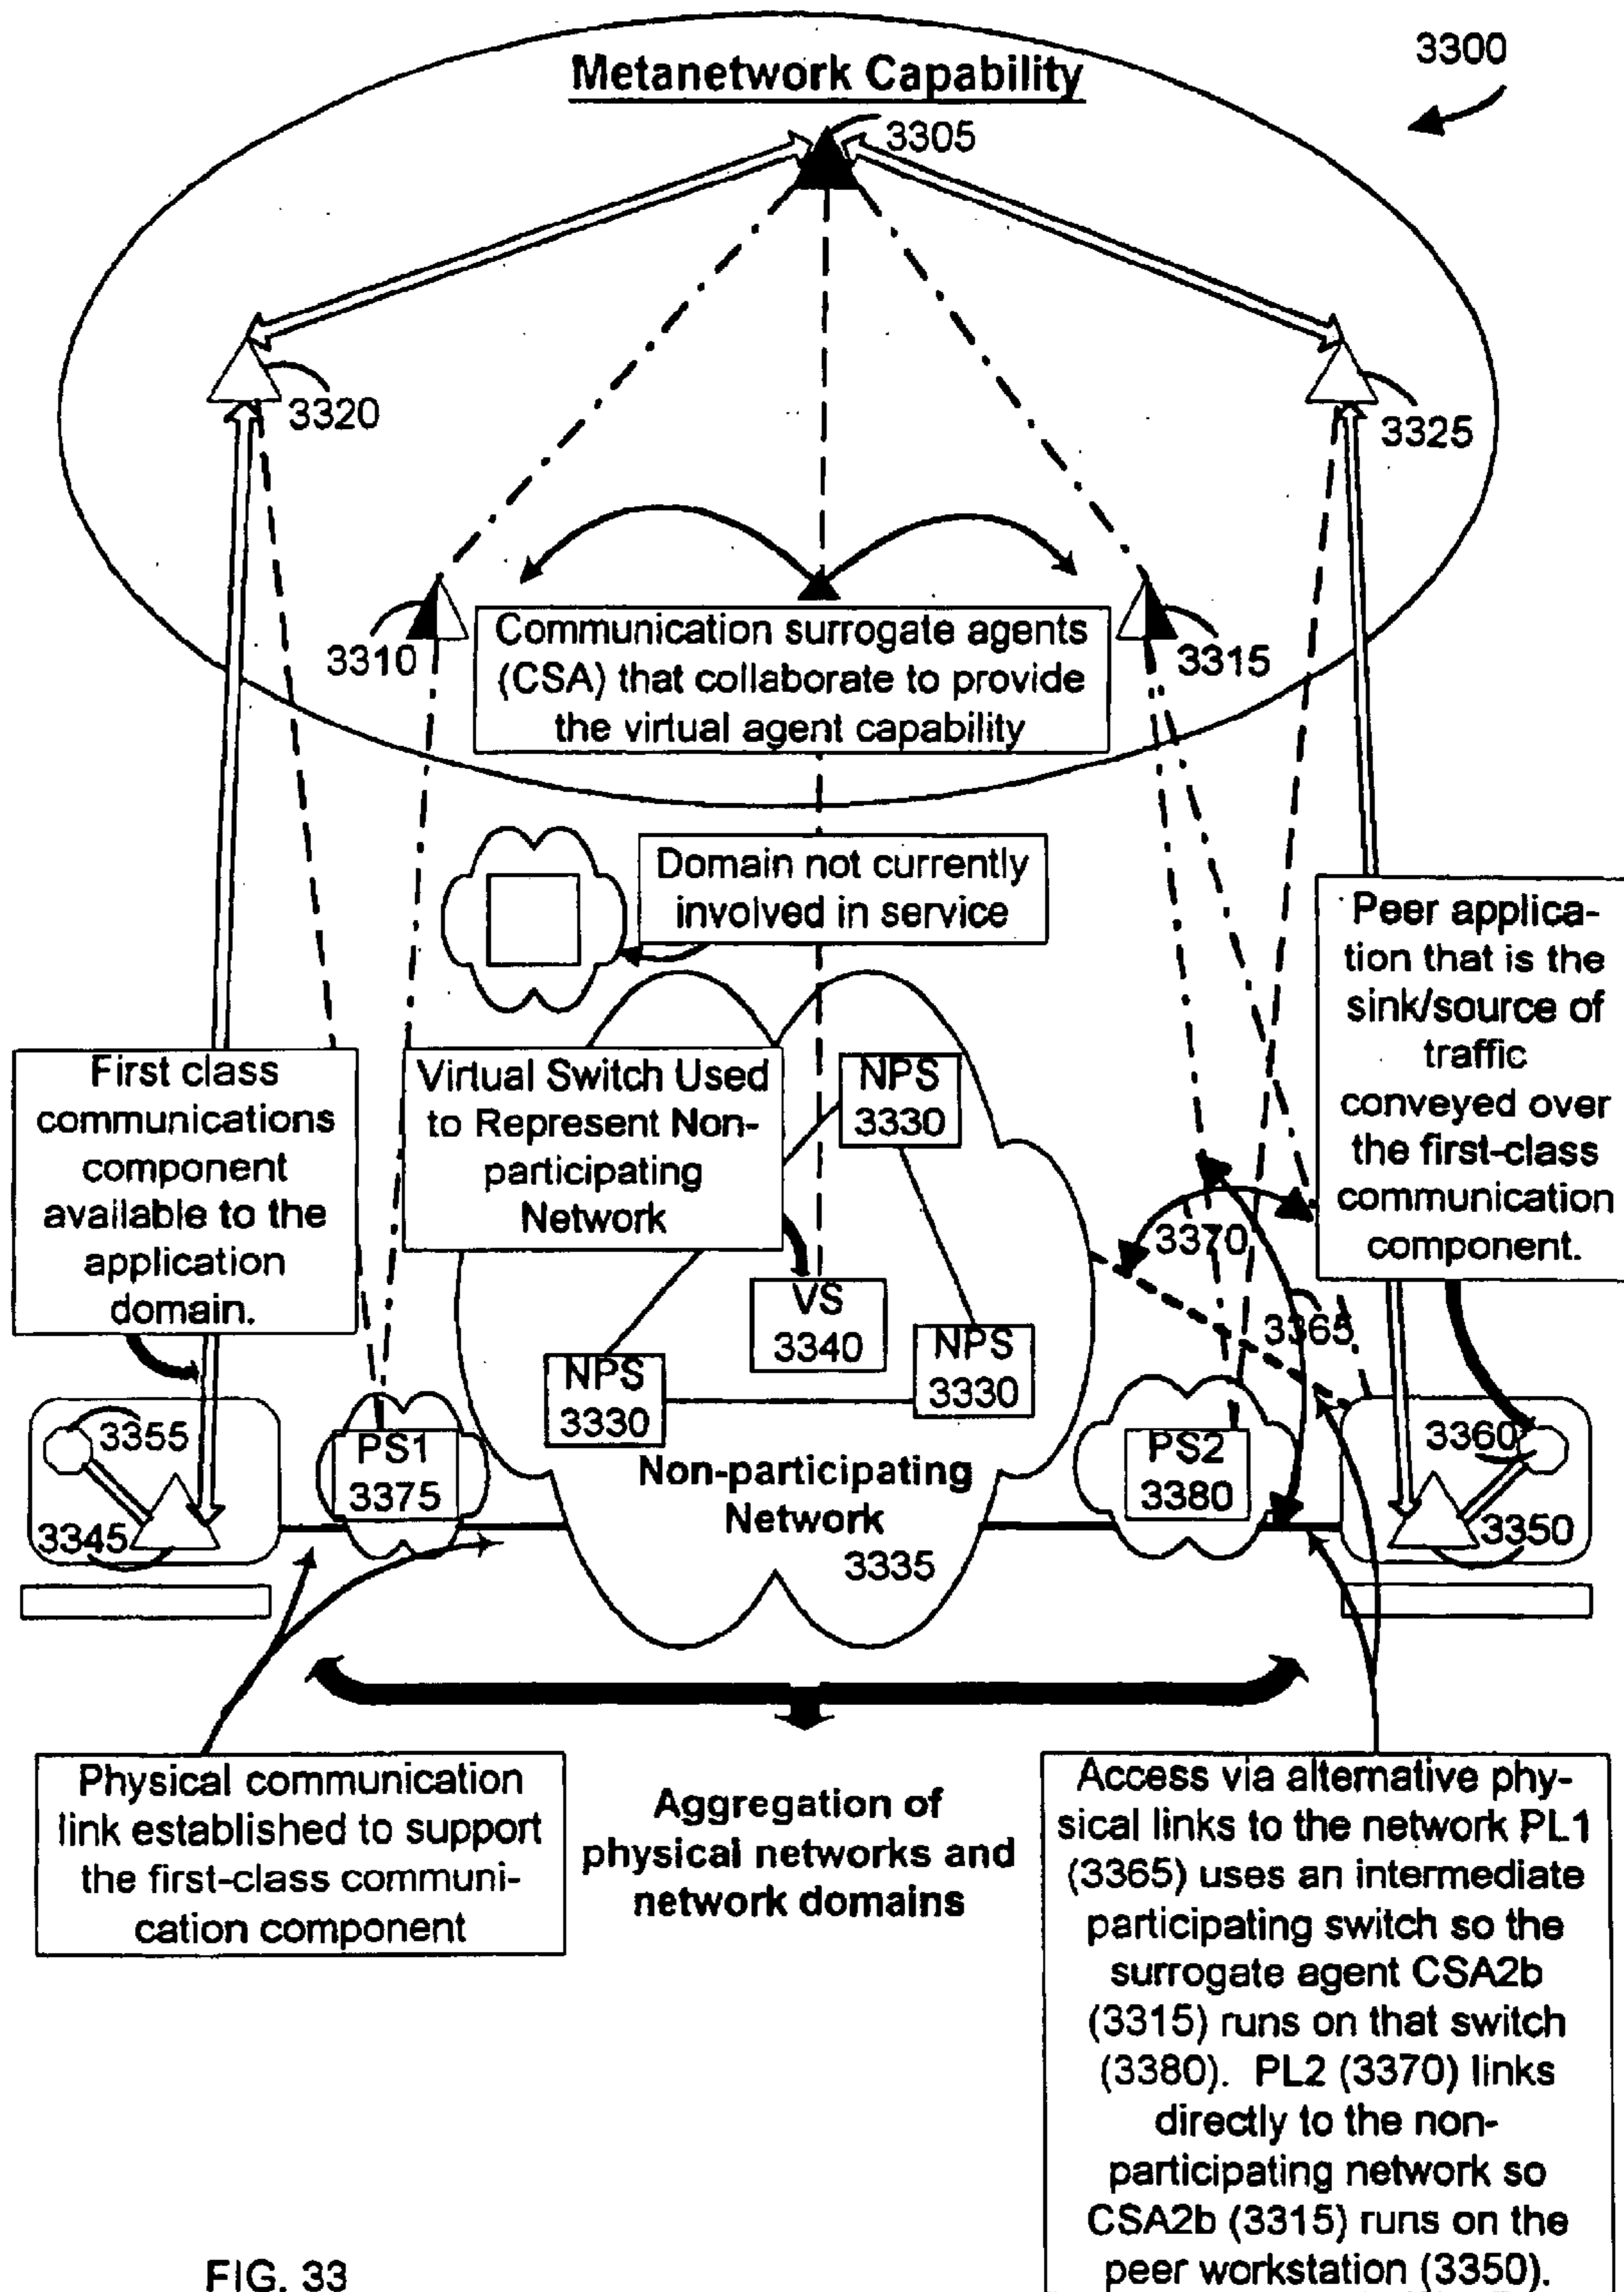 Metanetwork Capability
3300
3305
3320
3325
3310
3315
Communication surrogate agents
(CSA) that collaborate to provide
the virtual agent capability
Domain not currently
involved in service
Peer applica-
tion that is the
sink/source of
traffic
conveyed over
the first-class
communication
component.
First class
communications
component
available to the
application
domain.
Virtual Switch Used
to Represent Non-
participating
Network
NPS
3330
VS
3340
NPS
3330
NPS
3330
3370
3365
3355
3345
PS1
3375
Non-participating
Network
3335
PS2
3380
3360
3350
Physical communication
link established to support
the first-class communi-
cation component
Aggregation of
physical networks and
network domains
Access via alternative phy-
sical links to the network PL1
(3365) uses an intermediate
participating switch so the
surrogate agent CSA2b
(3315) runs on that switch
(3380). PL2 (3370) links
directly to the non-
participating network so
CSA2b (3315) runs on the
peer workstation (3350).
FIG. 33